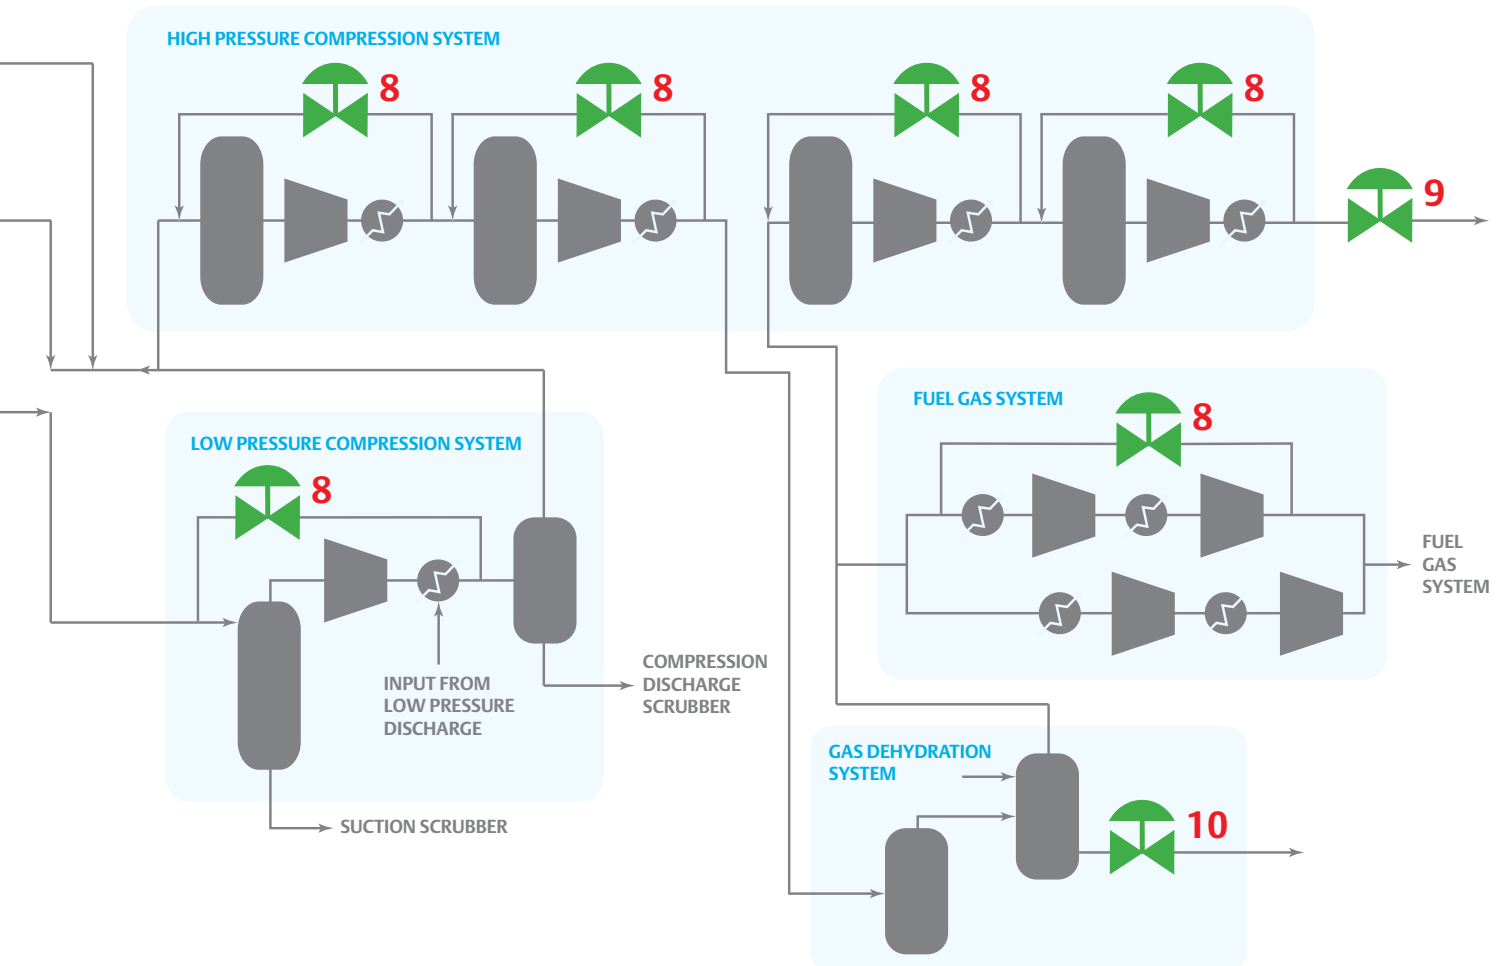 HIGH PRESSURE COMPRESSION SYSTEM
8
8
8
8
9
LOW PRESSURE COMPRESSION SYSTEM
8
INPUT FROM
LOW PRESSURE
DISCHARGE
COMPRESSION
DISCHARGE
SCRUBBER
SUCTION SCRUBBER
FUEL GAS SYSTEM
8
FUEL
GAS
SYSTEM
GAS DEHYDRATION
SYSTEM
10